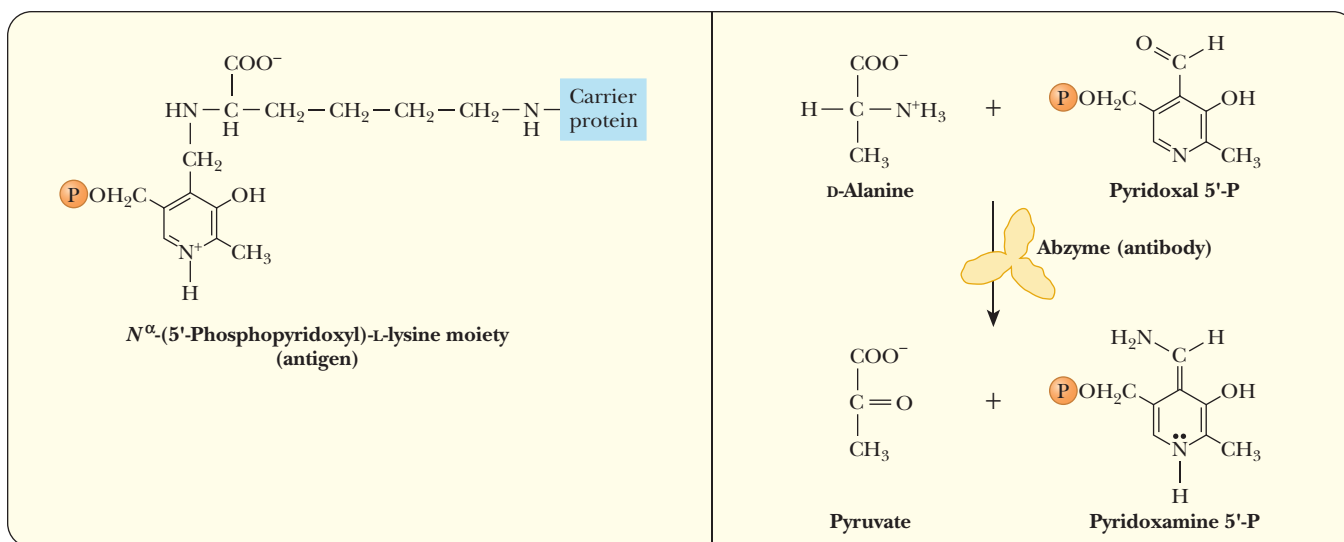 COO⁻
HN—C—CH₂—CH₂—CH₂—CH₂—N—
H
H
Carrier
protein
CH₂
P
OH₂C
OH
N⁺
CH₃
H
Nᵅ-(5'-Phosphopyridoxyl)-L-lysine moiety
(antigen)
COO⁻
H—C—N⁺H₃
CH₃
D-Alanine
+
O
H
C
P
OH₂C
OH
N
CH₃
Pyridoxal 5'-P
Abzyme (antibody)
COO⁻
C=O
CH₃
Pyruvate
+
H₂N
H
C
P
OH₂C
OH
N
CH₃
H
Pyridoxamine 5'-P